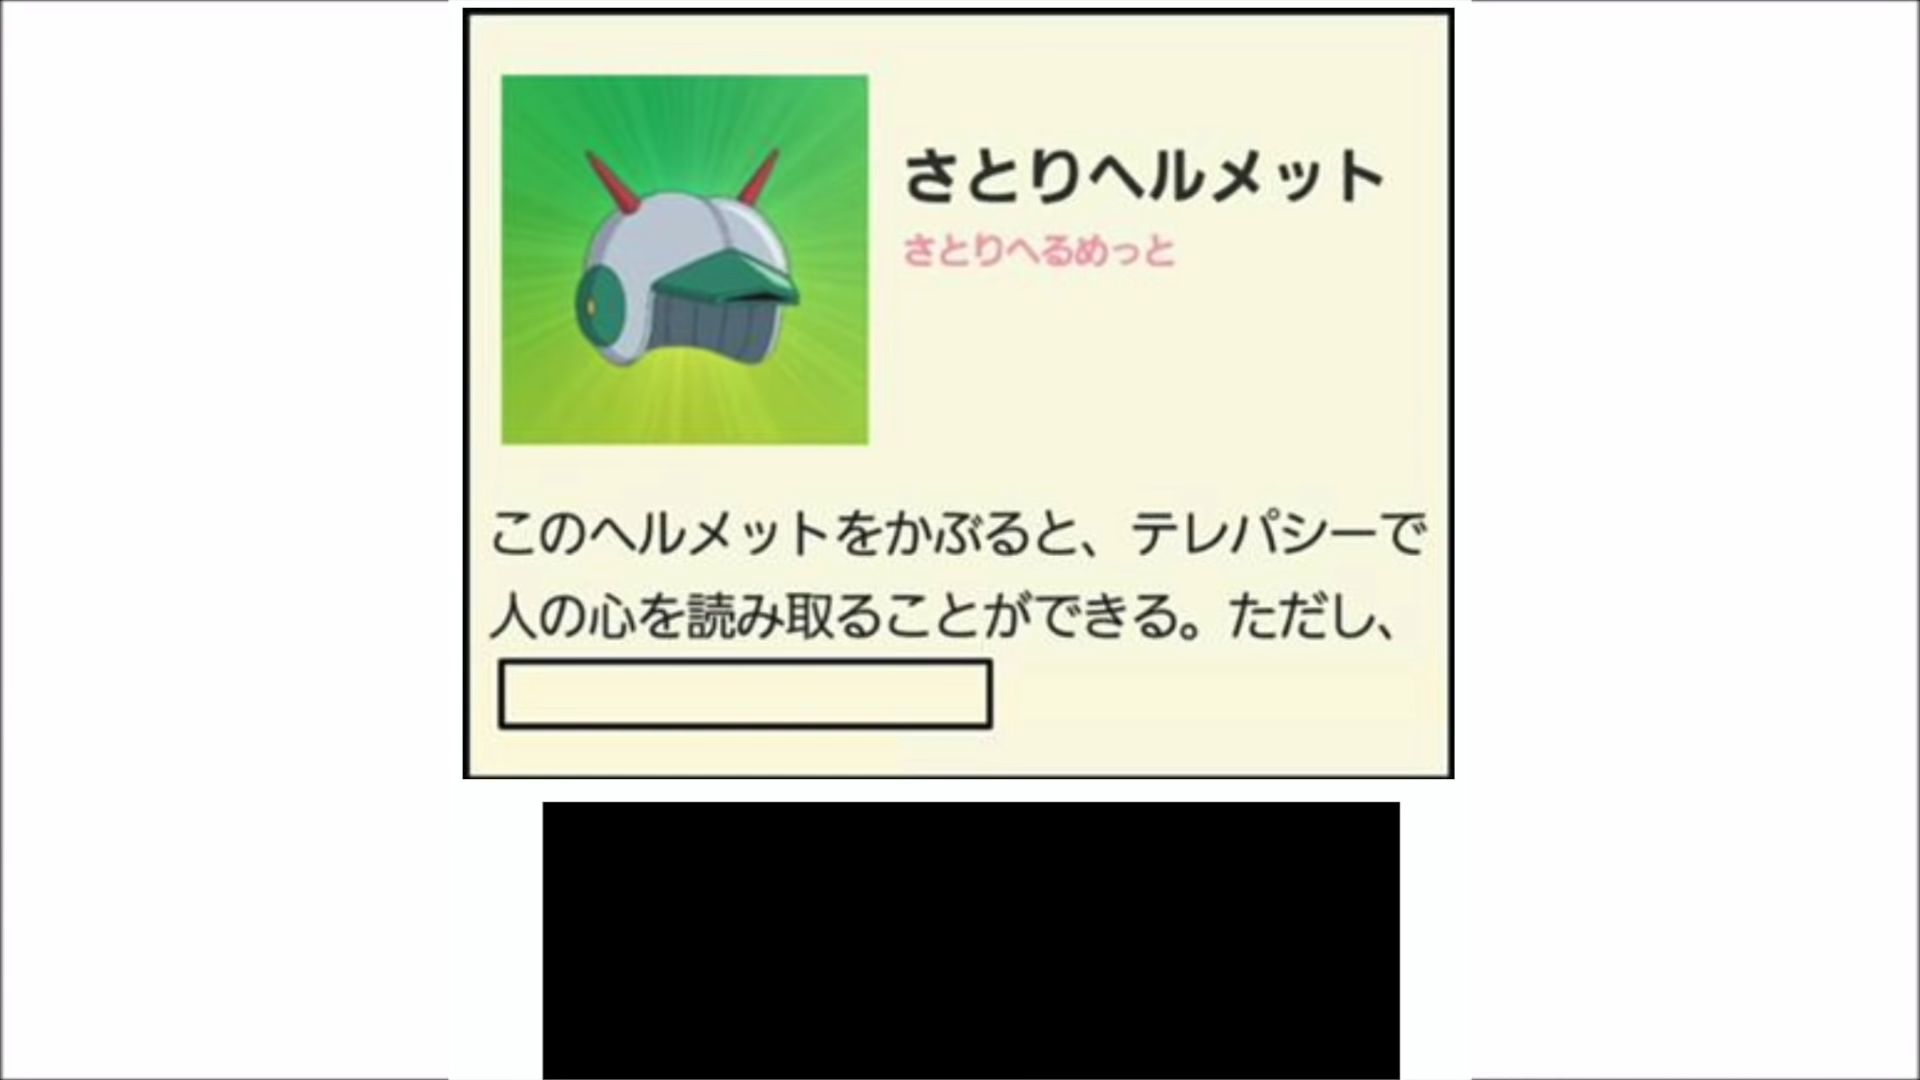 さとりヘルメット
さとりへるめっと
このヘルメットをかぶると、テレパシーで
人の心を読み取ることができる。ただし、